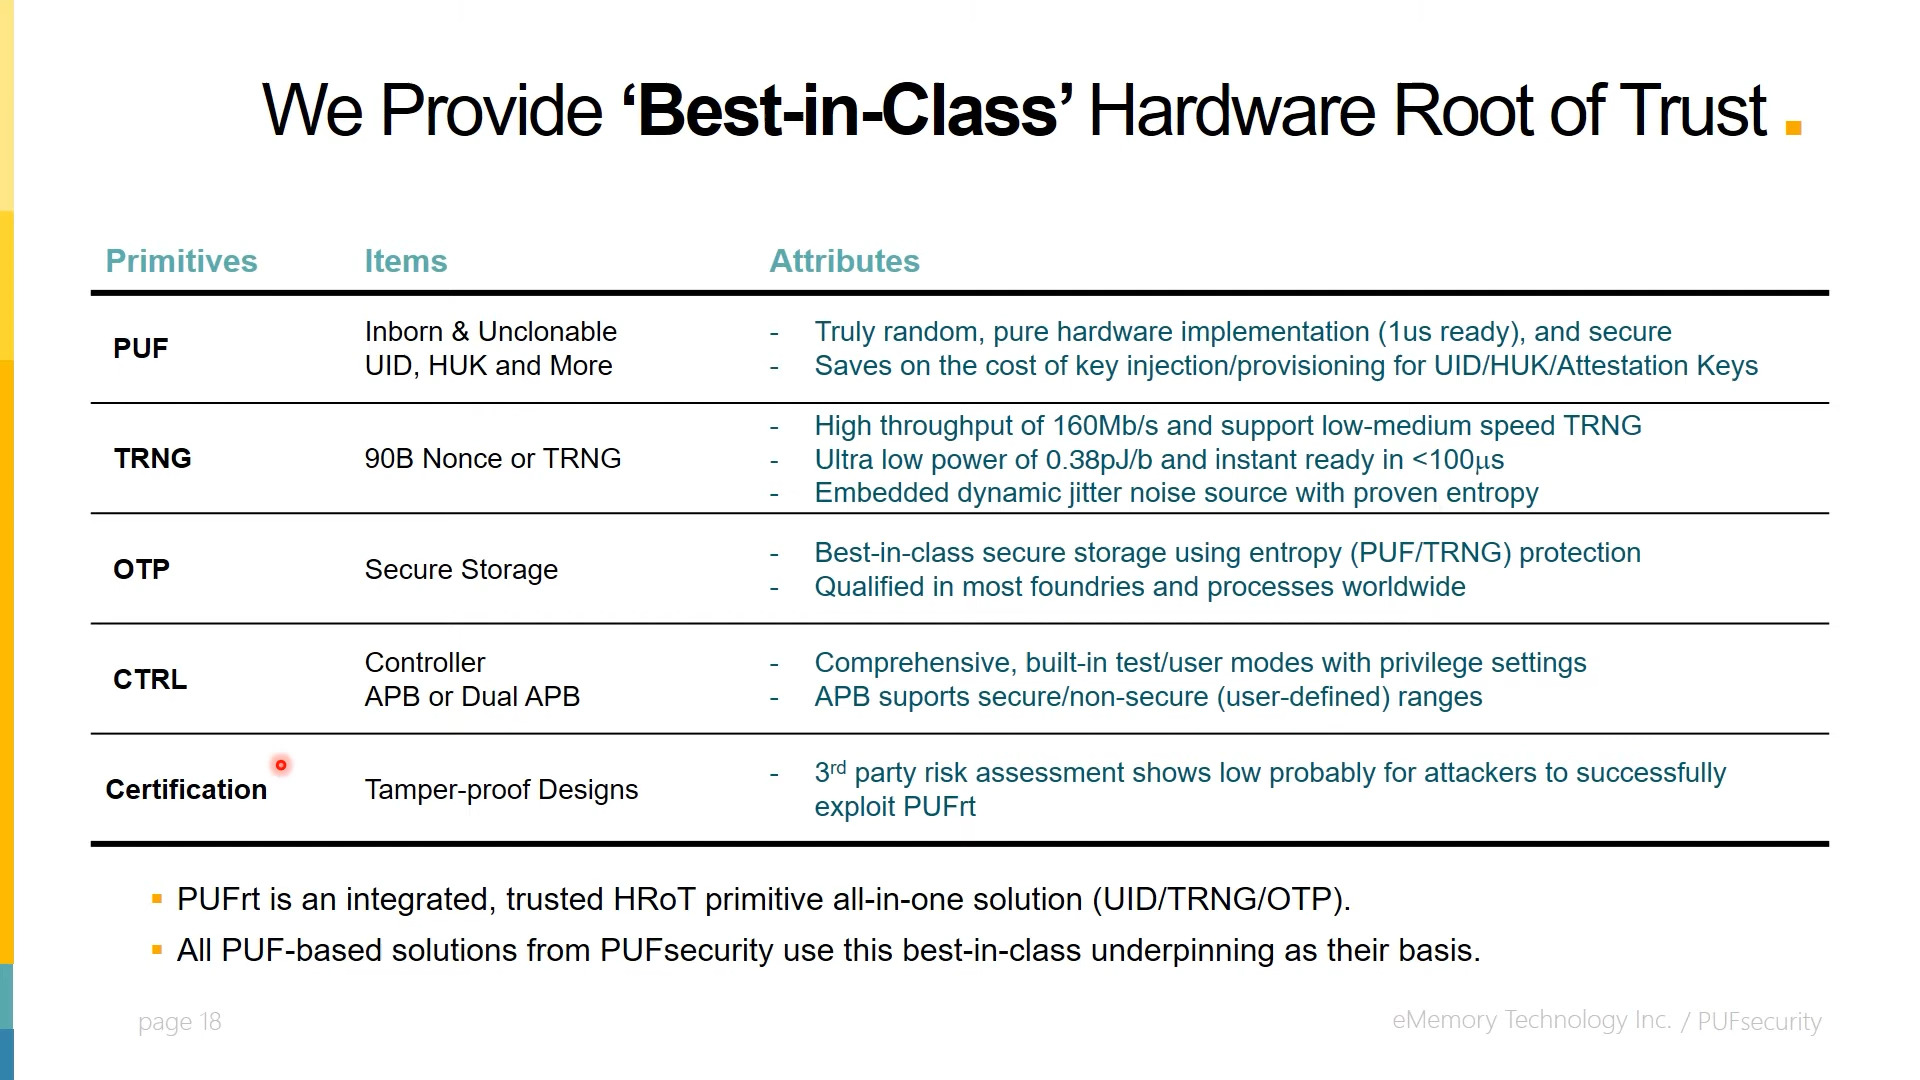 We Provide ‘Best-in-Class’ Hardware Root of Trust .
Primitives Items Attributes
PUF
Inborn & Unclonable
UID, HUK and More
- Truly random, pure hardware implementation (1us ready), and secure
- Saves on the cost of key injection/provisioning for UID/HUK/Attestation Keys
TRNG
90B Nonce or TRNG
- High throughput of 160Mb/s and support low-medium speed TRNG
- Ultra low power of 0.38pJ/b and instant ready in <100μs
- Embedded dynamic jitter noise source with proven entropy
OTP
Secure Storage
- Best-in-class secure storage using entropy (PUF/TRNG) protection
- Qualified in most foundries and processes worldwide
CTRL
Controller
APB or Dual APB
- Comprehensive, built-in test/user modes with privilege settings
- APB suports secure/non-secure (user-defined) ranges
Certification
Tamper-proof Designs
- 3rd party risk assessment shows low probably for attackers to successfully
exploit PUFrt
▪ PUFrt is an integrated, trusted HRoT primitive all-in-one solution (UID/TRNG/OTP).
▪ All PUF-based solutions from PUFsecurity use this best-in-class underpinning as their basis.
page 18
eMemory Technology Inc. / PUFsecurity